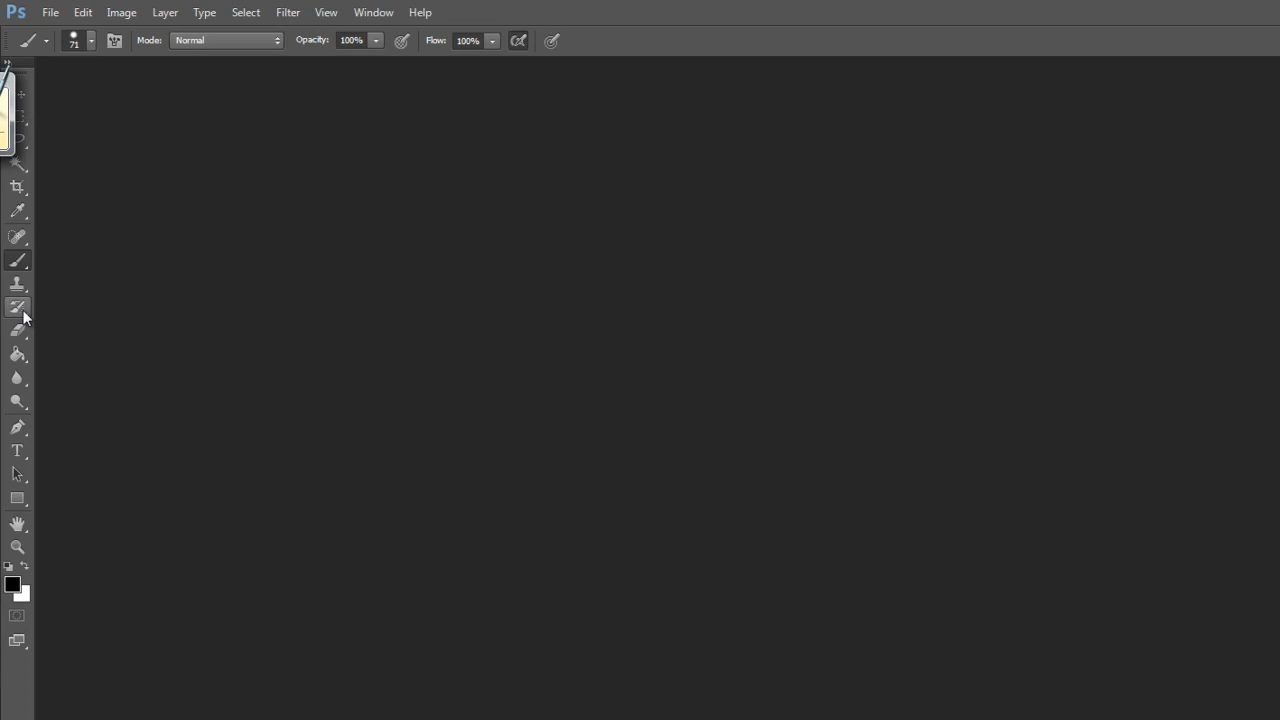 Ps File Edit Image Layer Type Select Filter View Window Help
71 Mode: Normal Opacity: 100% Flow: 100%
T